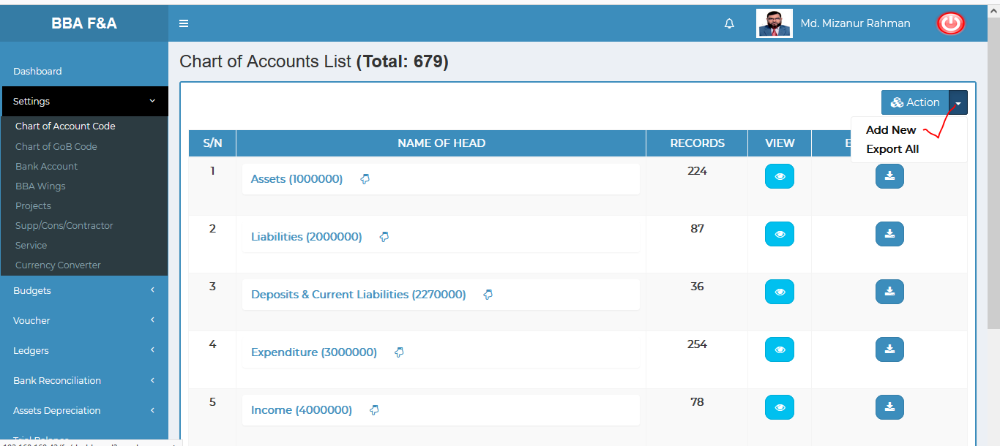 BBA F&A
Md. Mizanur Rahman
Dashboard
Settings
Chart of Account Code
Chart of GoB Code
Bank Account
BBA Wings
Projects
Supp/Cons/Contractor
Service
Currency Converter
Budgets
Voucher
Ledgers
Bank Reconciliation
Assets Depreciation
Trial Balance
Chart of Accounts List (Total: 679)
Action
Add New
Export All
S/N NAME OF HEAD RECORDS VIEW E
1 Assets (1000000) 224
2 Liabilities (2000000) 87
3 Deposits & Current Liabilities (2270000) 36
4 Expenditure (3000000) 254
5 Income (4000000) 78